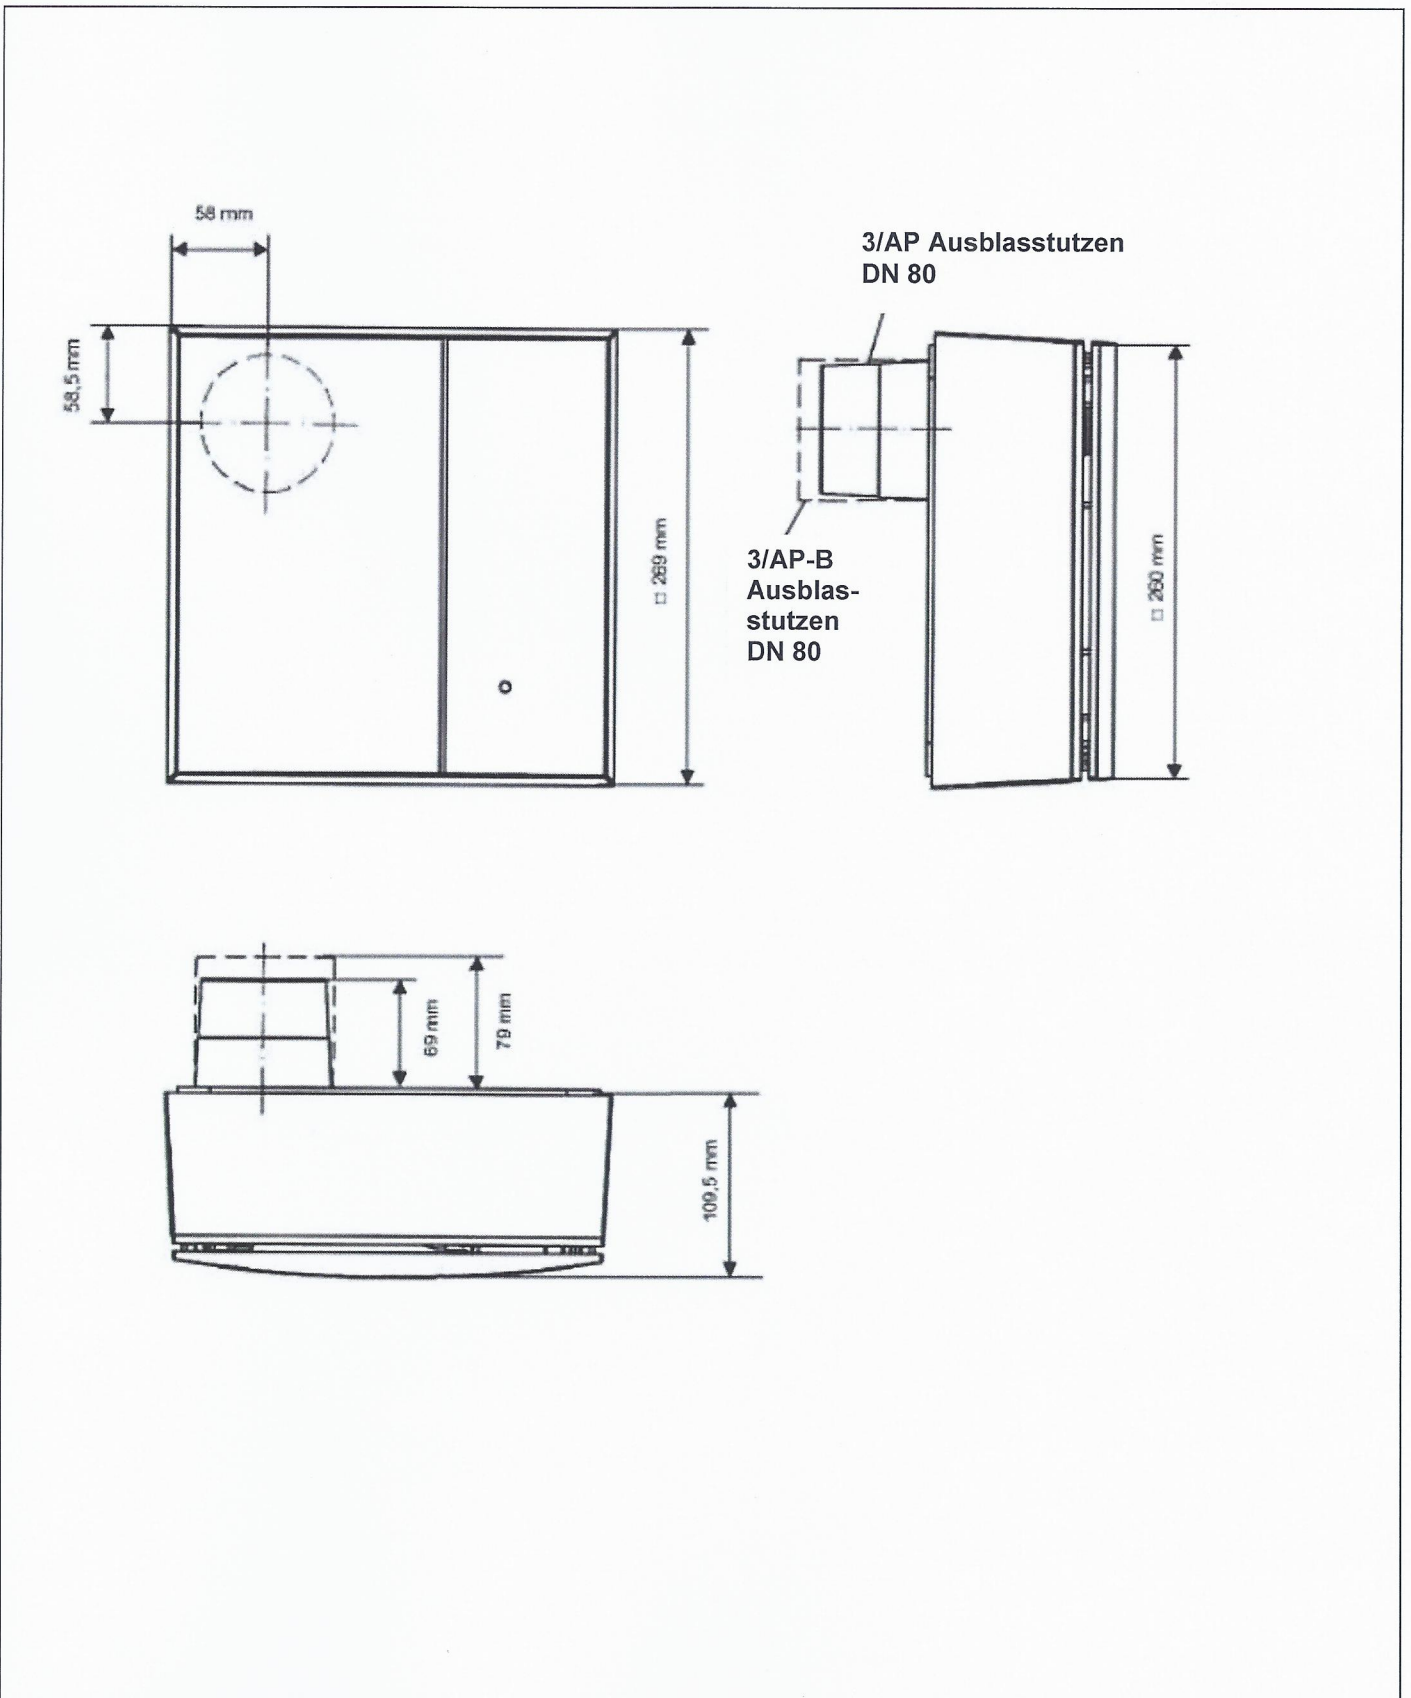 58 mm
3/AP Ausblasstutzen
DN 80
58,5 mm
□ 269 mm
3/AP-B
Ausblas-
stutzen
DN 80
□ 260 mm
69 mm
79 mm
109,5 mm